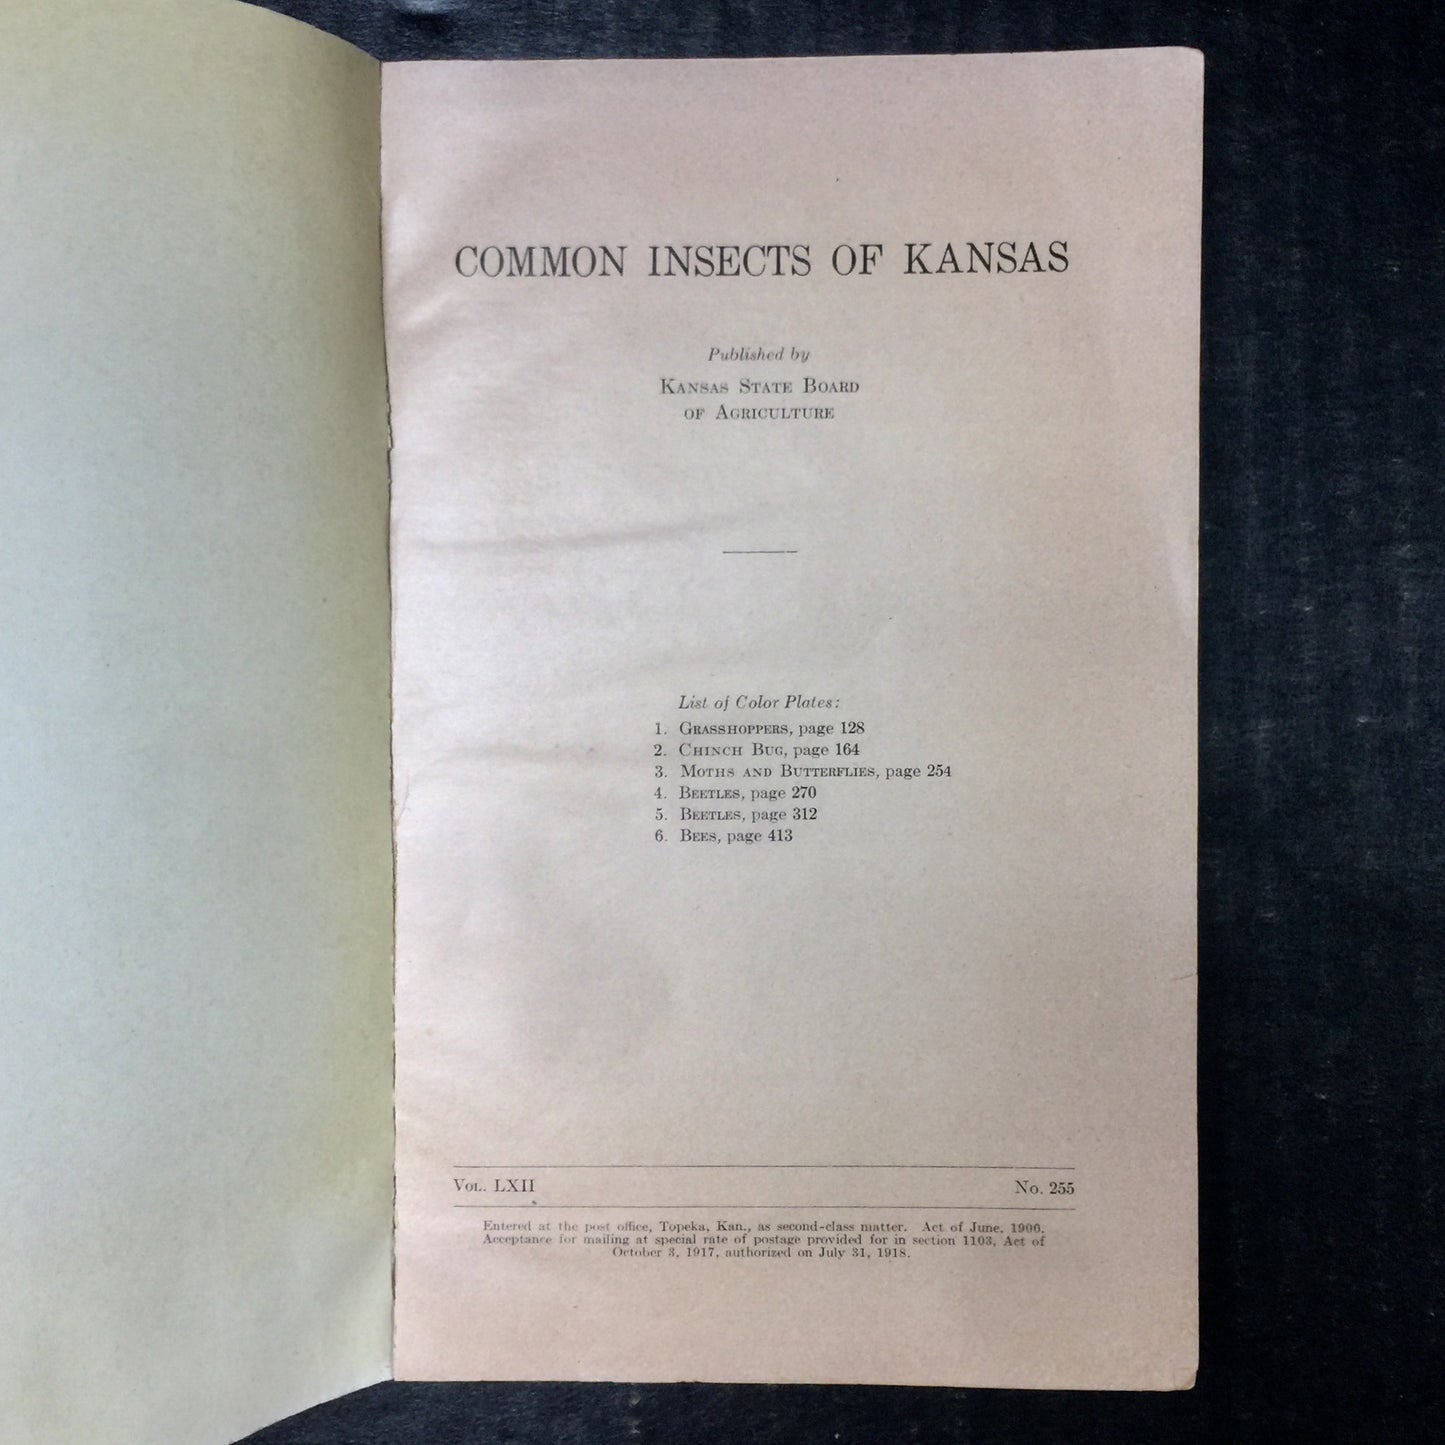 COMMON INSECTS OF KANSAS
Published by
KANSAS STATE BOARD
OF AGRICULTURE
List of Color Plates:
1. GRASSHOPPERS, page 128
2. CHINCH BUG, page 164
3. MOTHS AND BUTTERFLIES, page 254
4. BEETLES, page 270
5. BEETLES, page 312
6. BEES, page 413
VOL. LXII No. 255
Entered at the post office, Topeka, Kan., as second-class matter. Act of June, 1906.
Acceptance for mailing at special rate of postage provided for in section 1103, Act of
October 3, 1917, authorized on July 31, 1918.